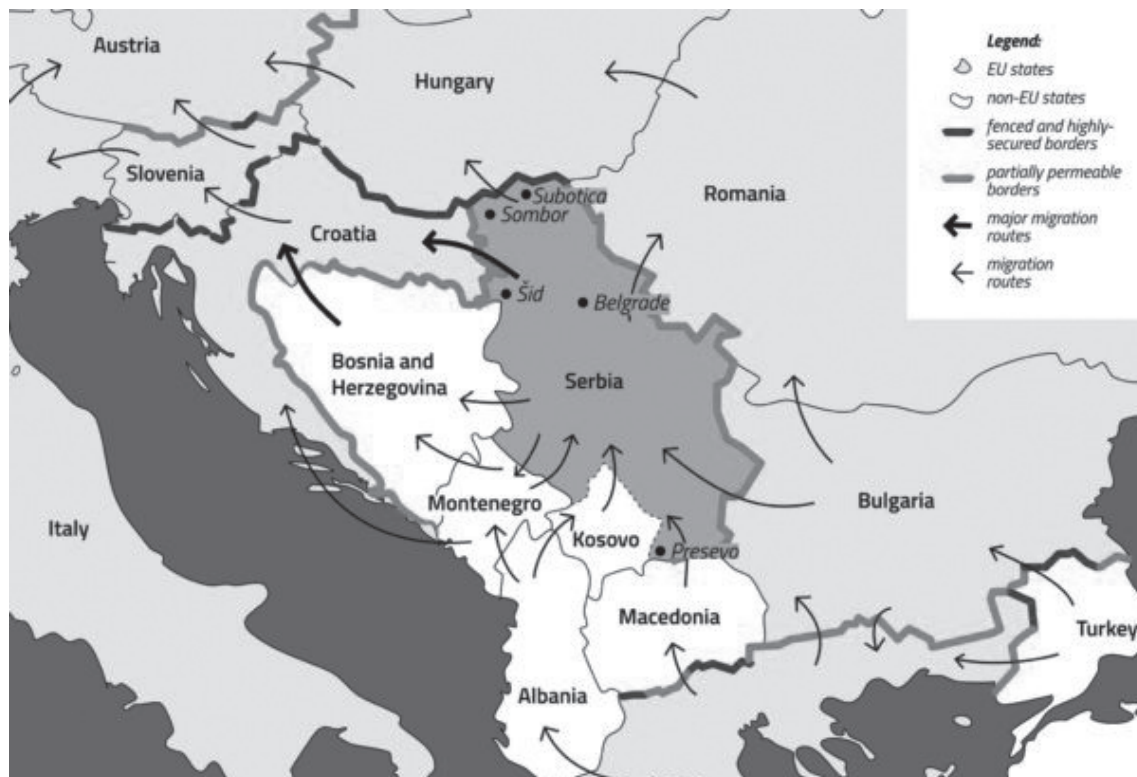 Legend:
EU states
non-EU states
fenced and highly-
secured borders
partially permeable
borders
major migration
routes
migration
routes
Austria
Hungary
Slovenia
Romania
Subotica
Sombor
Croatia
Šid
Belgrade
Bosnia and
Herzegovina
Serbia
Montenegro
Bulgaria
Italy
Kosovo
Presevo
Macedonia
Turkey
Albania